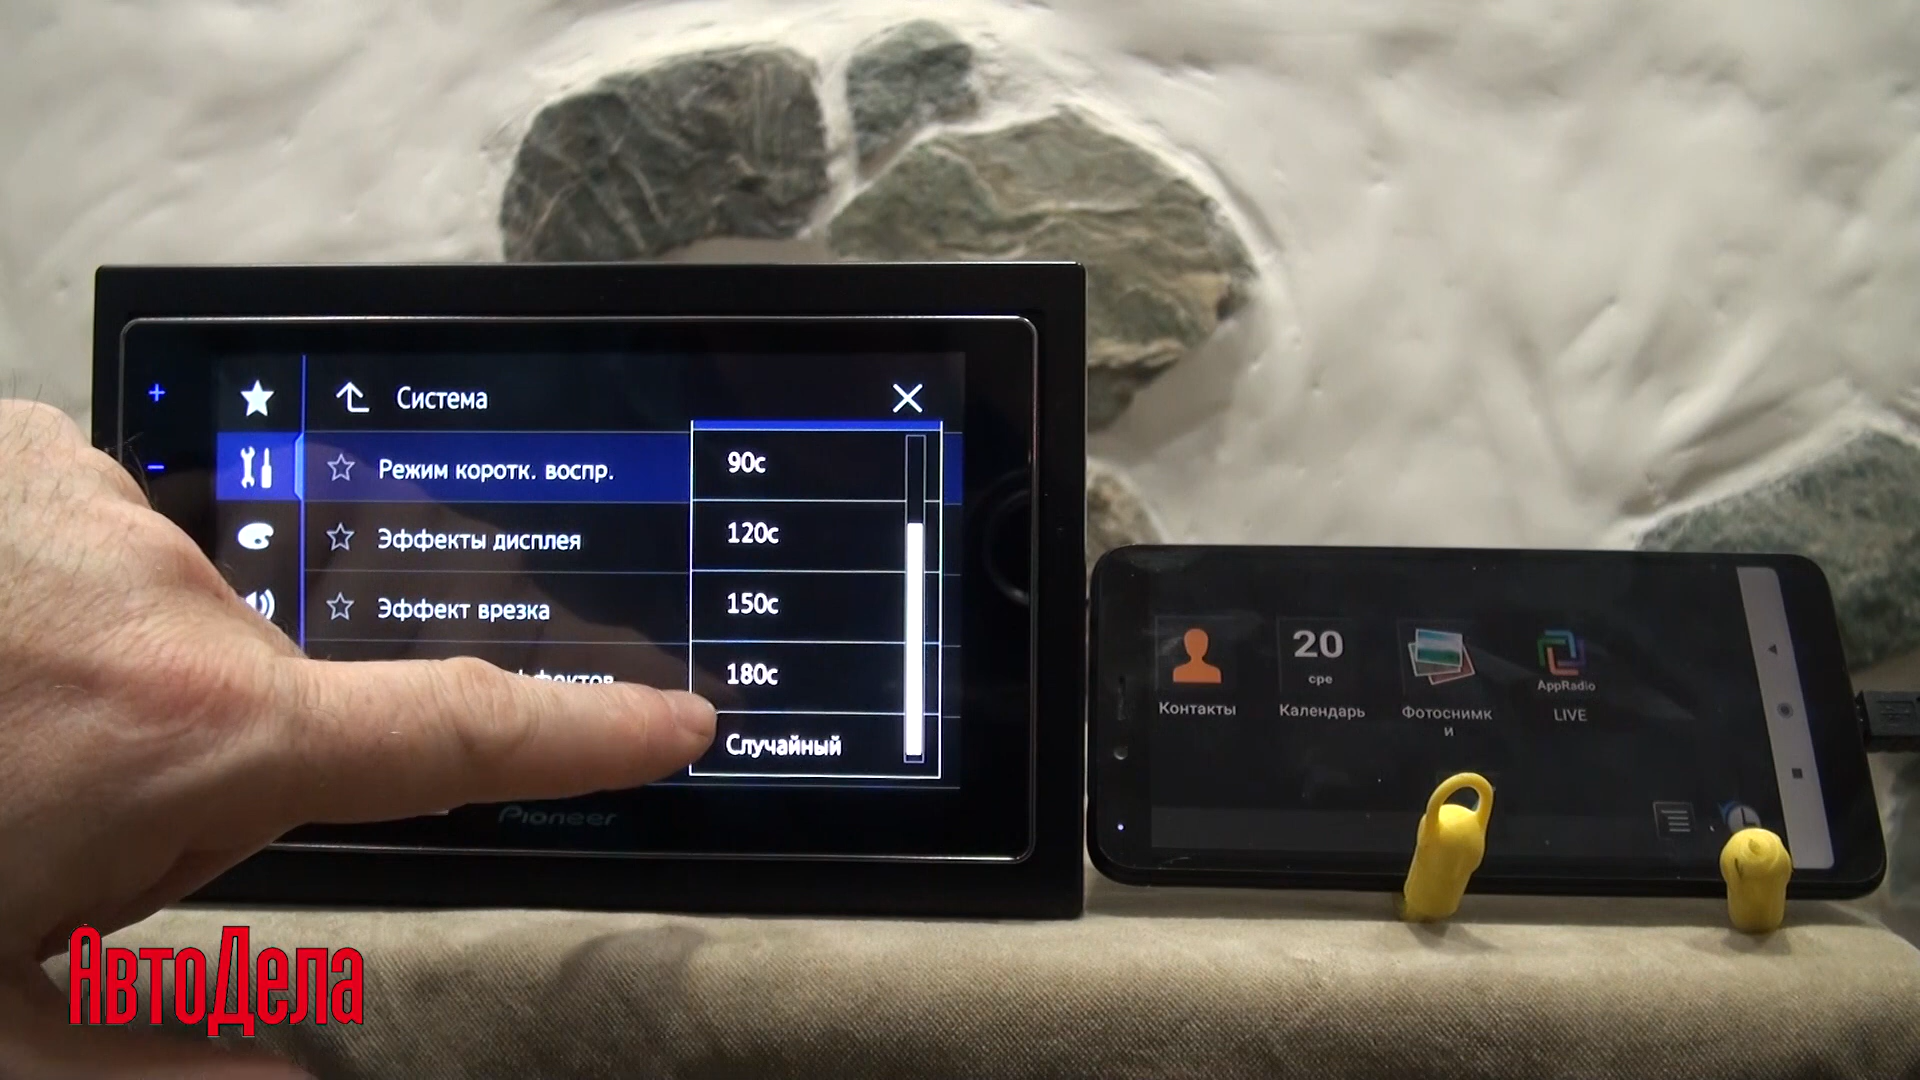 Система
Режим коротк. воспр.
90с
Эффекты дисплея
120с
Эффект врезка
150с
180с
Случайный
Pioneer
20
сре
AppRadio
Контакты
Календарь
Фотоснимк
и
LIVE
АвтоДела